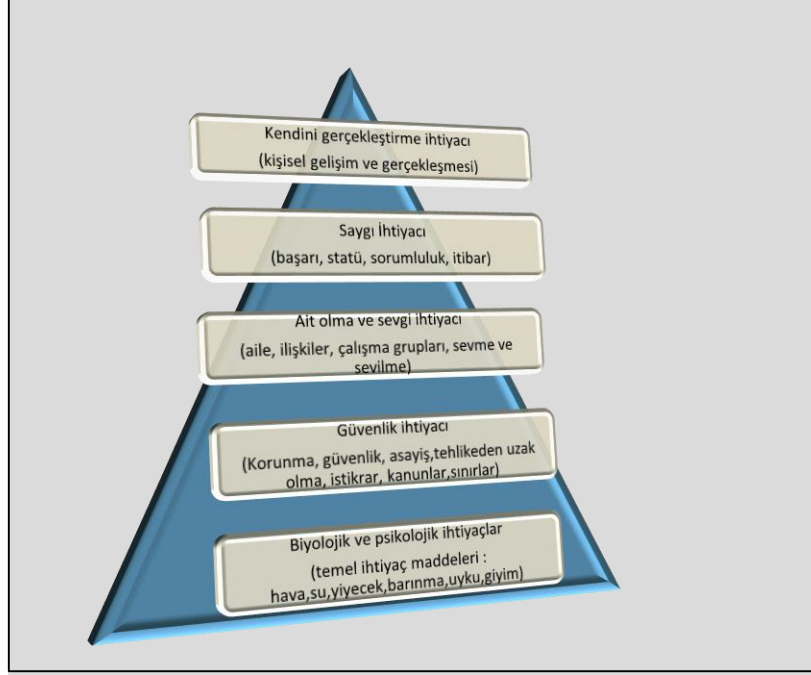 Kendini gerçekleştirme ihtiyacı
(kişisel gelişim ve gerçekleşmesi)
Saygı İhtiyacı
(başarı, statü, sorumluluk, itibar)
Ait olma ve sevgi ihtiyacı
(aile, ilişkiler, çalışma grupları, sevme ve
sevilme)
Güvenlik ihtiyacı
(Korunma, güvenlik, asayiş,tehlikeden uzak
olma, istikrar, kanunlar,sınırlar)
Biyolojik ve psikolojik ihtiyaçlar
(temel ihtiyaç maddeleri :
hava,su,yiyecek,barınma,uyku,giyim)